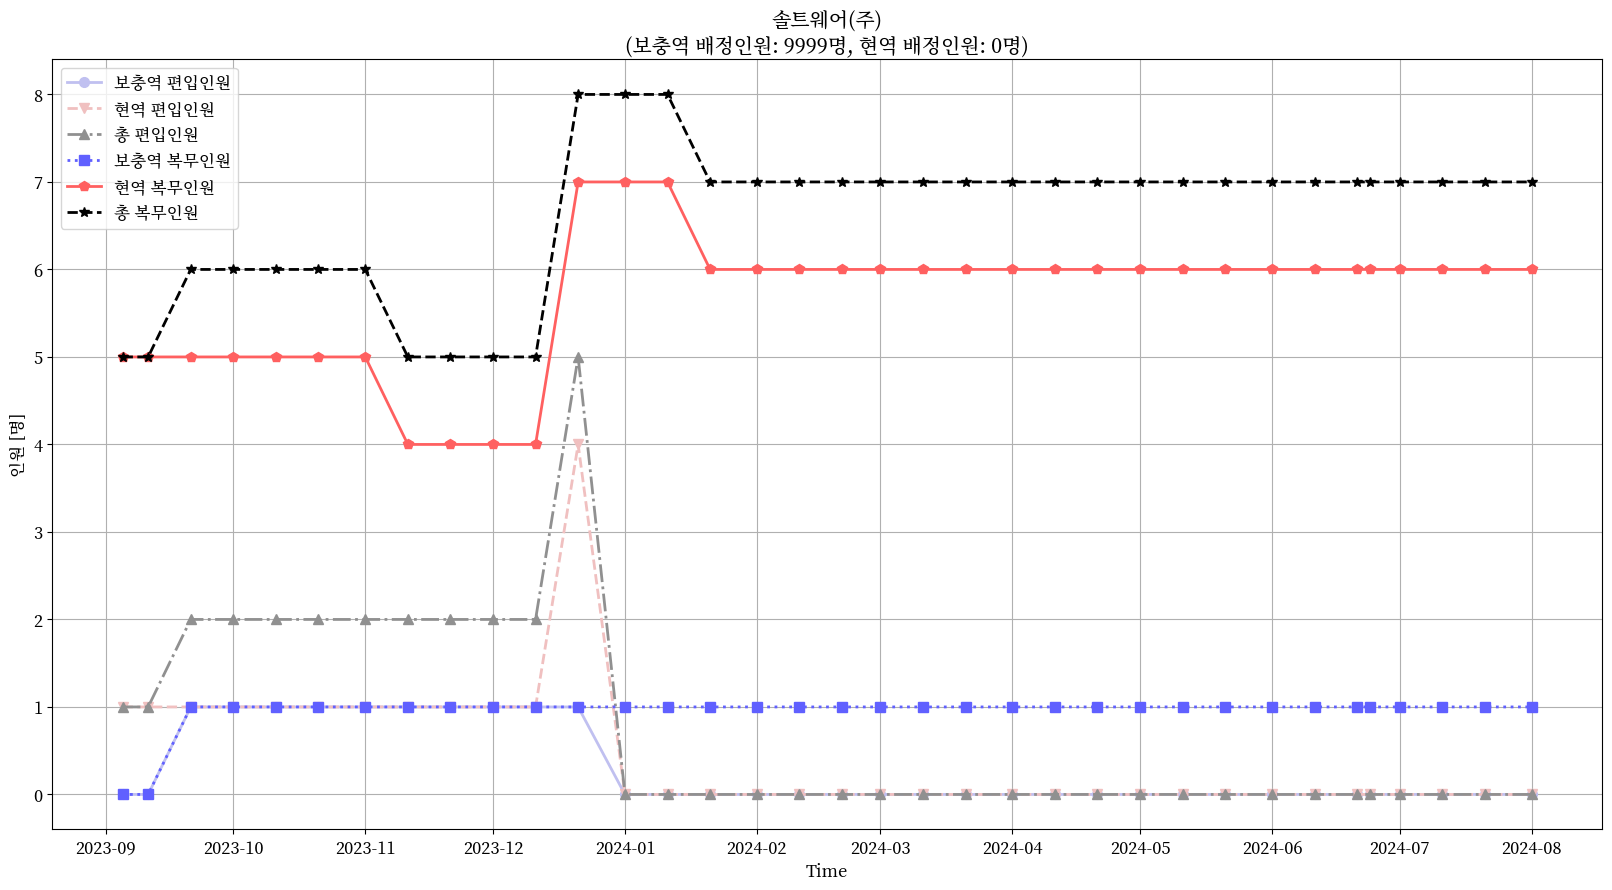 솔트웨어(주)
(보충역 배정인원: 9999명, 현역 배정인원: 0명)
보충역 편입인원
현역 편입인원
총 편입인원
보충역 복무인원
현역 복무인원
총 복무인원
인원 [명]
8
7
6
5
4
3
2
1
0
2023-09 2023-10 2023-11 2023-12 2024-01 2024-02 2024-03 2024-04 2024-05 2024-06 2024-07 2024-08
Time